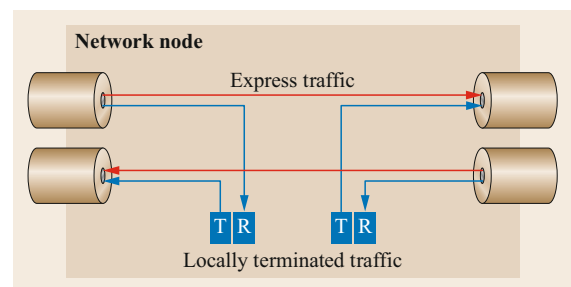 Network node
Express traffic
T R T R
Locally terminated traffic